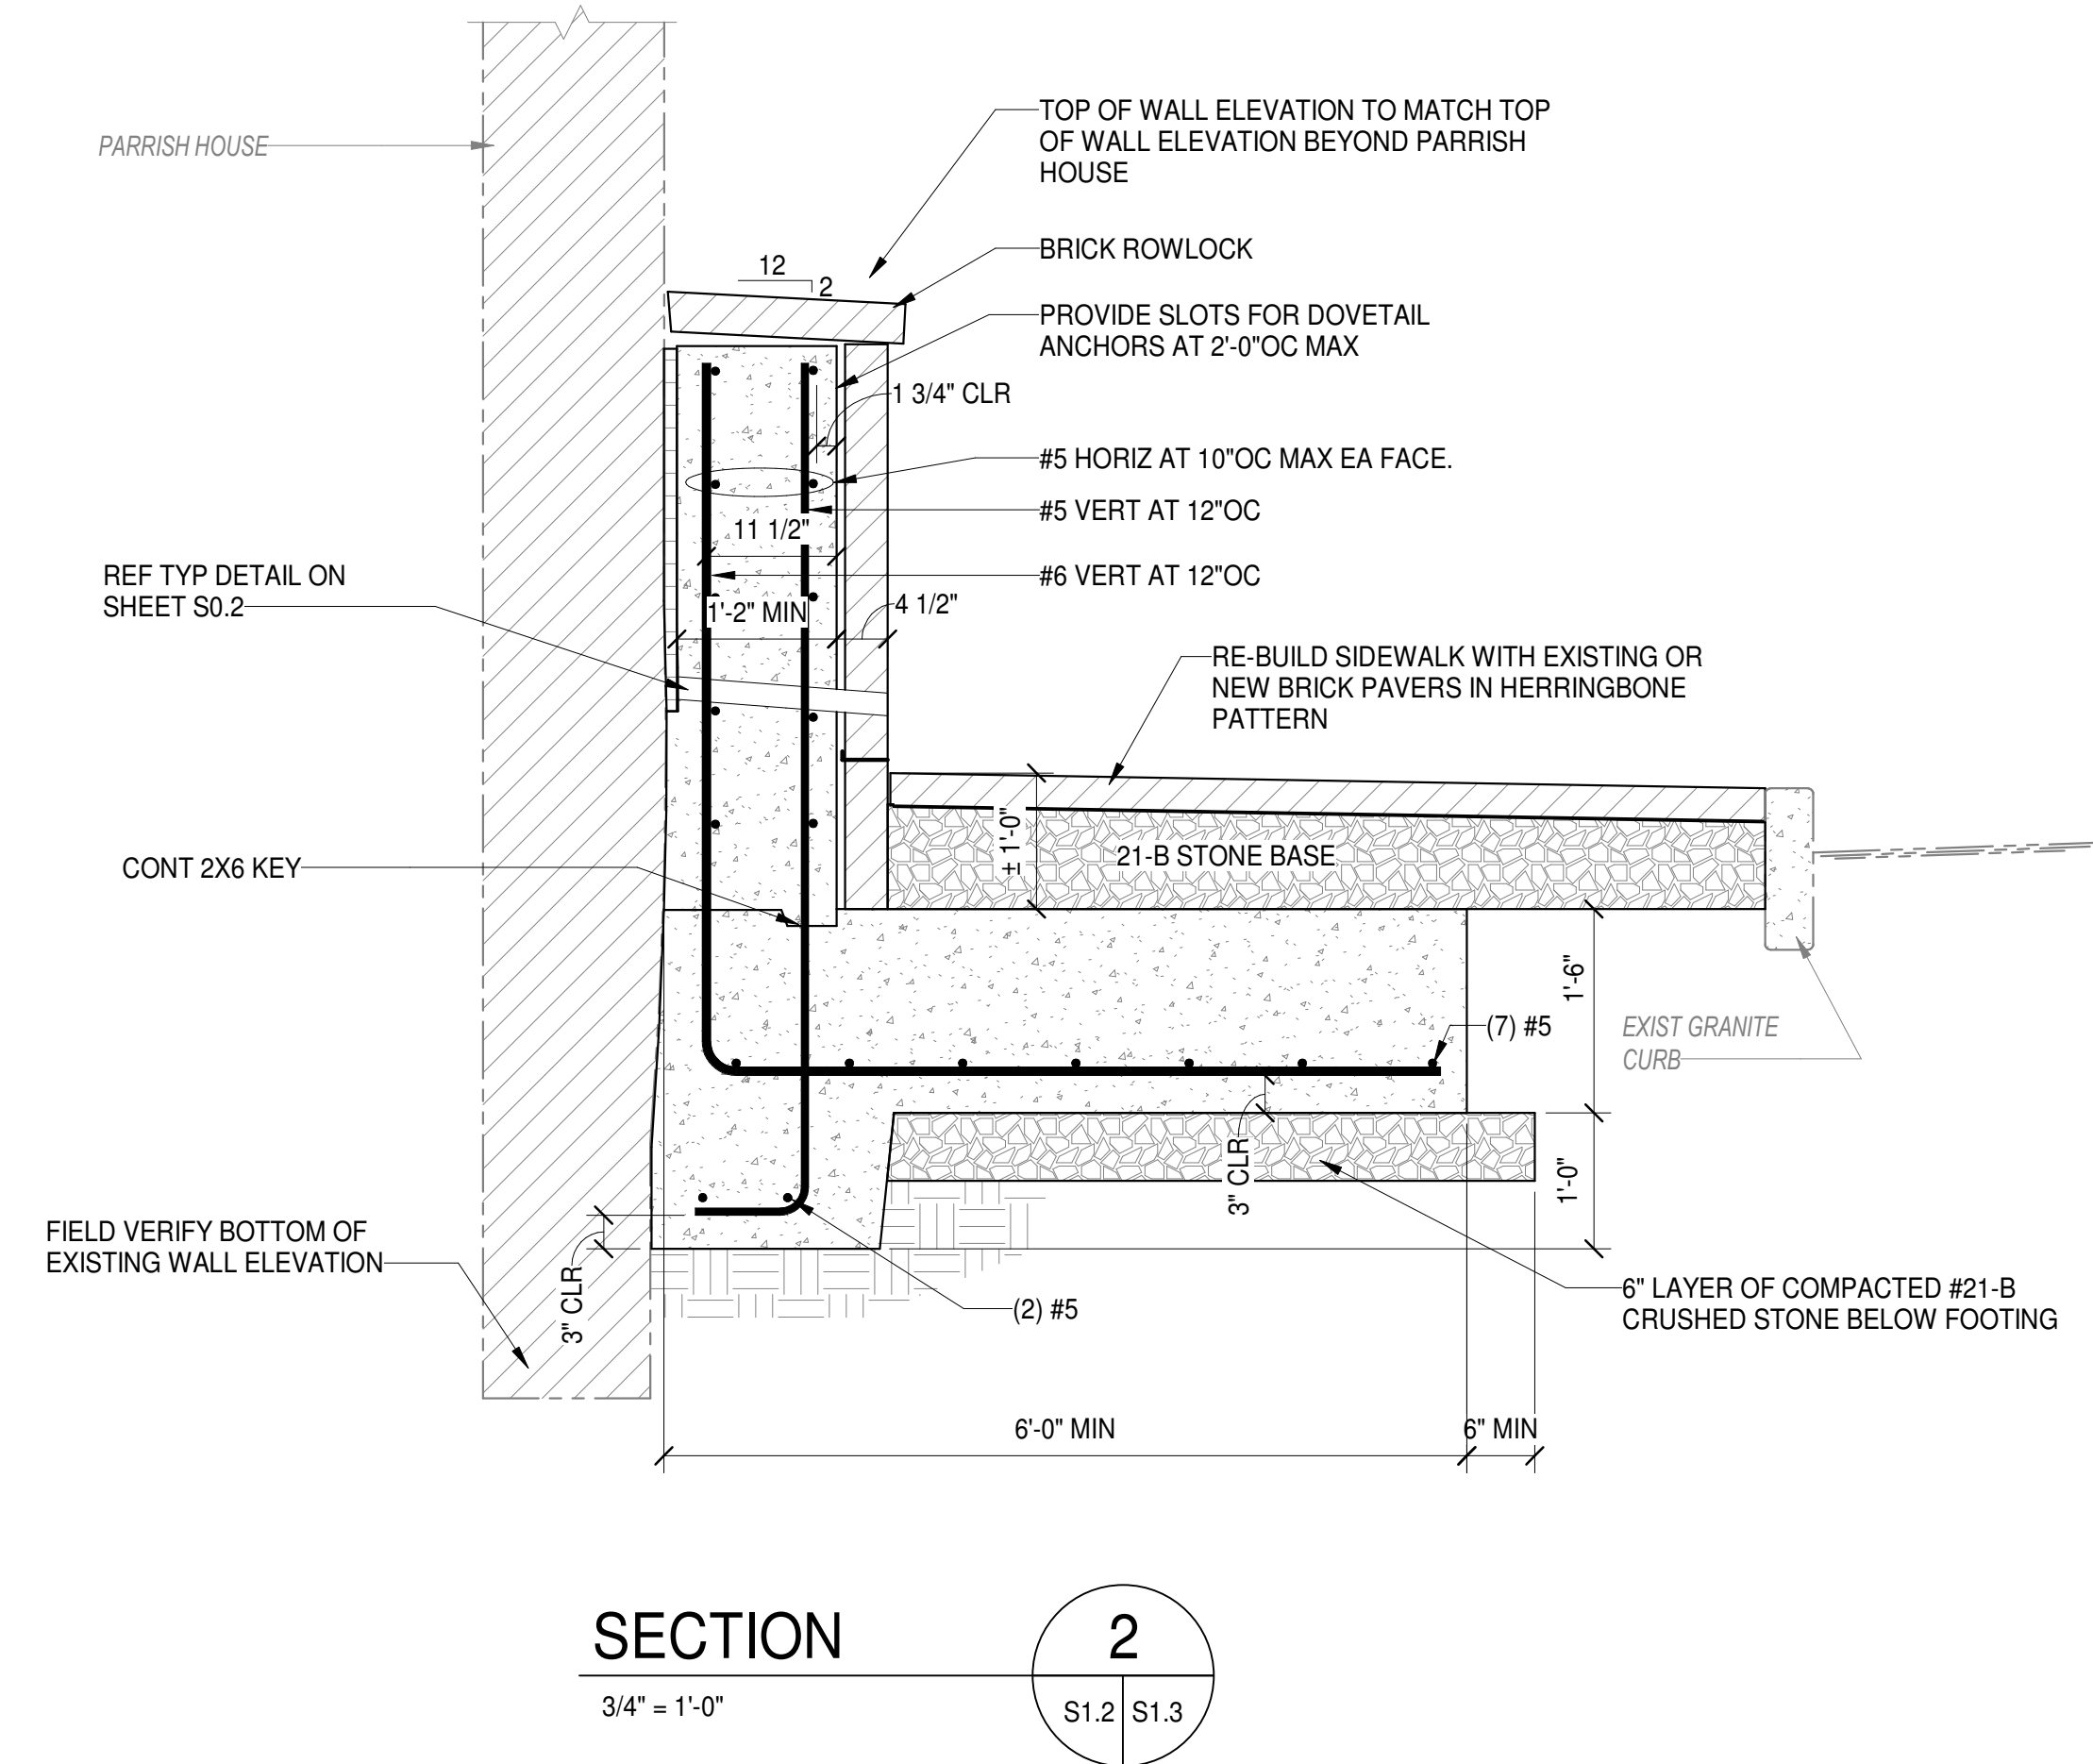 PARRISH HOUSE
TOP OF WALL ELEVATION TO MATCH TOP
OF WALL ELEVATION BEYOND PARRISH
HOUSE
BRICK ROWLOCK
12
2
PROVIDE SLOTS FOR DOVETAIL
ANCHORS AT 2'-0"OC MAX
1 3/4" CLR
#5 HORIZ AT 10"OC MAX EA FACE.
#5 VERT AT 12"OC
11 1/2"
#6 VERT AT 12"OC
REF TYP DETAIL ON
SHEET S0.2
1'-2" MIN
4 1/2"
RE-BUILD SIDEWALK WITH EXISTING OR
NEW BRICK PAVERS IN HERRINGBONE
PATTERN
± 1'-0"
21-B STONE BASE
CONT 2X6 KEY
1'-6"
(7) #5
EXIST GRANITE
CURB
3" CLR
1'-0"
FIELD VERIFY BOTTOM OF
EXISTING WALL ELEVATION
3" CLR
(2) #5
6" LAYER OF COMPACTED #21-B
CRUSHED STONE BELOW FOOTING
6'-0" MIN
6" MIN
SECTION
2
3/4" = 1'-0"
S1.2
S1.3